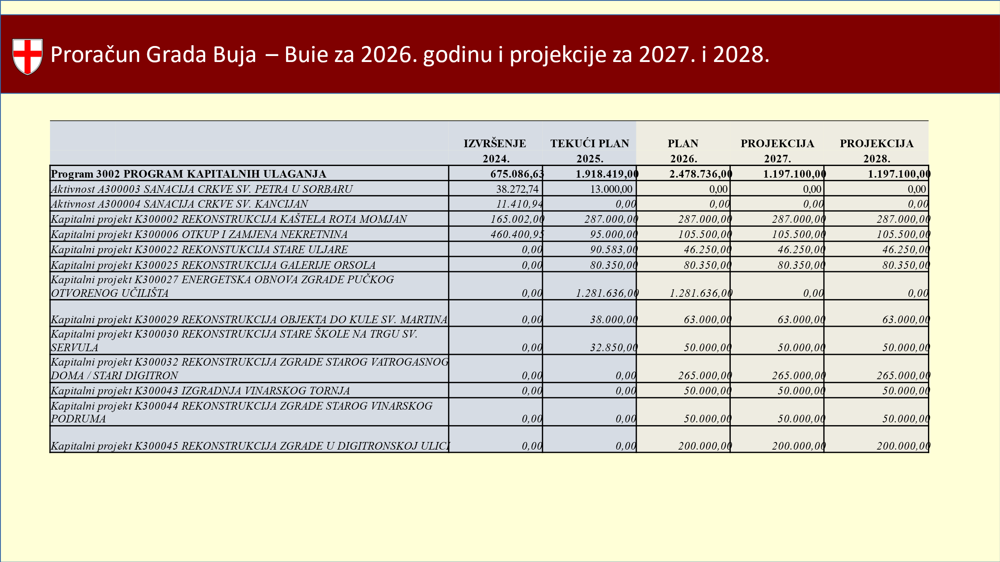 Proračun Grada Buja – Buie za 2026. godinu i projekcije za 2027. i 2028.
IZVRŠENJE TEKUĆI PLAN PLAN PROJEKCIJA PROJEKCIJA
2024. 2025. 2026. 2027. 2028.
Program 3002 PROGRAM KAPITALNIH ULAGANJA 675.086,63 1.918.419,00 2.478.736,00 1.197.100,00 1.197.100,00
Aktivnost A300003 SANACIJA CRKVE SV. PETRA U SORBARU 38.272,74 13.000,00 0,00 0,00 0,00
Aktivnost A300004 SANACIJA CRKVE SV. KANCIJAN 11.410,94 0,00 0,00 0,00 0,00
Kapitalni projekt K300002 REKONSTRUKCIJA KAŠTELA ROTA MOMJAN 165.002,00 287.000,00 287.000,00 287.000,00 287.000,00
Kapitalni projekt K300006 OTKUP I ZAMJENA NEKRETNINA 460.400,95 95.000,00 105.500,00 105.500,00 105.500,00
Kapitalni projekt K300022 REKONSTUKCIJA STARE ULJARE 0,00 90.583,00 46.250,00 46.250,00 46.250,00
Kapitalni projekt K300025 REKONSTRUKCIJA GALERIJE ORSOLA 0,00 80.350,00 80.350,00 80.350,00 80.350,00
Kapitalni projekt K300027 ENERGETSKA OBNOVA ZGRADE PUČKOG
OTVORENOG UČILIŠTA 0,00 1.281.636,00 1.281.636,00 0,00 0,00
Kapitalni projekt K300029 REKONSTRUKCIJA OBJEKTA DO KULE SV. MARTINA 0,00 38.000,00 63.000,00 63.000,00 63.000,00
Kapitalni projekt K300030 REKONSTRUKCIJA STARE ŠKOLE NA TRGU SV.
SERVULA 0,00 32.850,00 50.000,00 50.000,00 50.000,00
Kapitalni projekt K300032 REKONSTRUKCIJA ZGRADE STAROG VATROGASNOG
DOMA / STARI DIGITRON 0,00 0,00 265.000,00 265.000,00 265.000,00
Kapitalni projekt K300043 IZGRADNJA VINARSKOG TORNJA 0,00 0,00 50.000,00 50.000,00 50.000,00
Kapitalni projekt K300044 REKONSTRUKCIJA ZGRADE STAROG VINARSKOG
PODRUMA 0,00 0,00 50.000,00 50.000,00 50.000,00
Kapitalni projekt K300045 REKONSTRUKCIJA ZGRADE U DIGITRONSKOJ ULICI 0,00 0,00 200.000,00 200.000,00 200.000,00